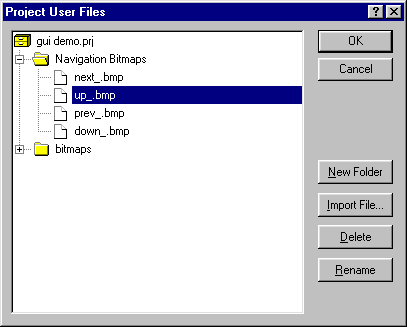 Project User Files
gui demo.prj
Navigation Bitmaps
next_.bmp
up_.bmp
prev_.bmp
down_.bmp
bitmaps
OK
Cancel
New Folder
Import File...
Delete
Rename